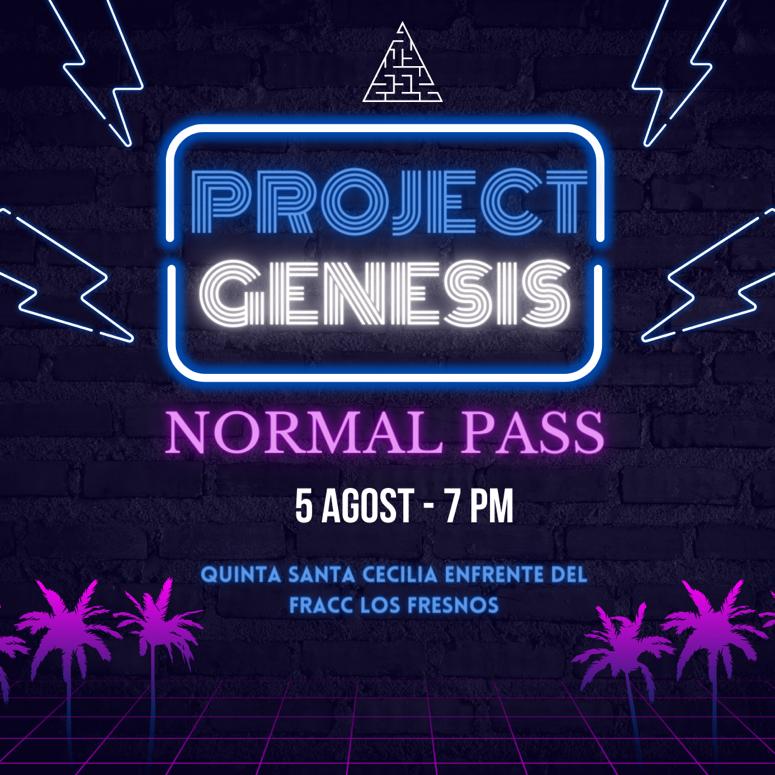 PROJECT
GENESIS
NORMAL PASS
5 AGOST - 7 PM
QUINTA SANTA CECILIA ENFRENTE DEL
FRACC LOS FRESNOS